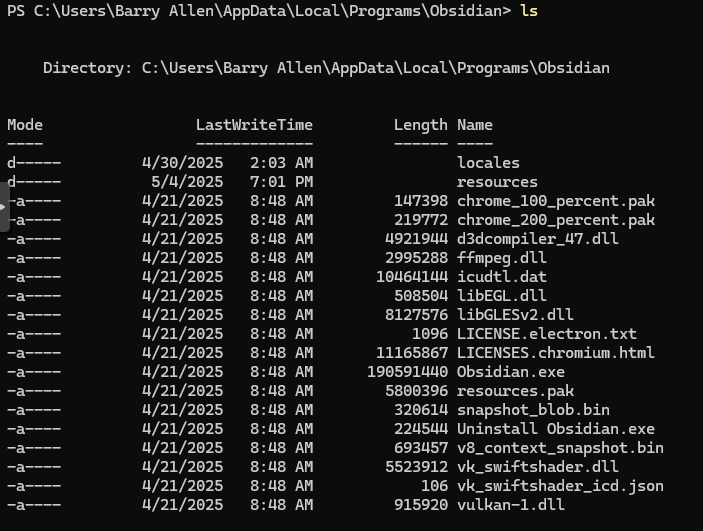 PS C:\Users\Barry Allen\AppData\Local\Programs\Obsidian> ls
Directory: C:\Users\Barry Allen\AppData\Local\Programs\Obsidian
Mode LastWriteTime Length Name
---- ------------- ------ ----
d----- 4/30/2025 2:03 AM locales
d----- 5/4/2025 7:01 PM resources
-a---- 4/21/2025 8:48 AM 147398 chrome_100_percent.pak
-a---- 4/21/2025 8:48 AM 219772 chrome_200_percent.pak
-a---- 4/21/2025 8:48 AM 4921944 d3dcompiler_47.dll
-a---- 4/21/2025 8:48 AM 2995288 ffmpeg.dll
-a---- 4/21/2025 8:48 AM 10464144 icudtl.dat
-a---- 4/21/2025 8:48 AM 508504 libEGL.dll
-a---- 4/21/2025 8:48 AM 8127576 libGLESv2.dll
-a---- 4/21/2025 8:48 AM 1096 LICENSE.electron.txt
-a---- 4/21/2025 8:48 AM 11165867 LICENSES.chromium.html
-a---- 4/21/2025 8:48 AM 190591440 Obsidian.exe
-a---- 4/21/2025 8:48 AM 5800396 resources.pak
-a---- 4/21/2025 8:48 AM 320614 snapshot_blob.bin
-a---- 4/21/2025 8:48 AM 224544 Uninstall Obsidian.exe
-a---- 4/21/2025 8:48 AM 693457 v8_context_snapshot.bin
-a---- 4/21/2025 8:48 AM 5523912 vk_swiftshader.dll
-a---- 4/21/2025 8:48 AM 106 vk_swiftshader_icd.json
-a---- 4/21/2025 8:48 AM 915920 vulkan-1.dll